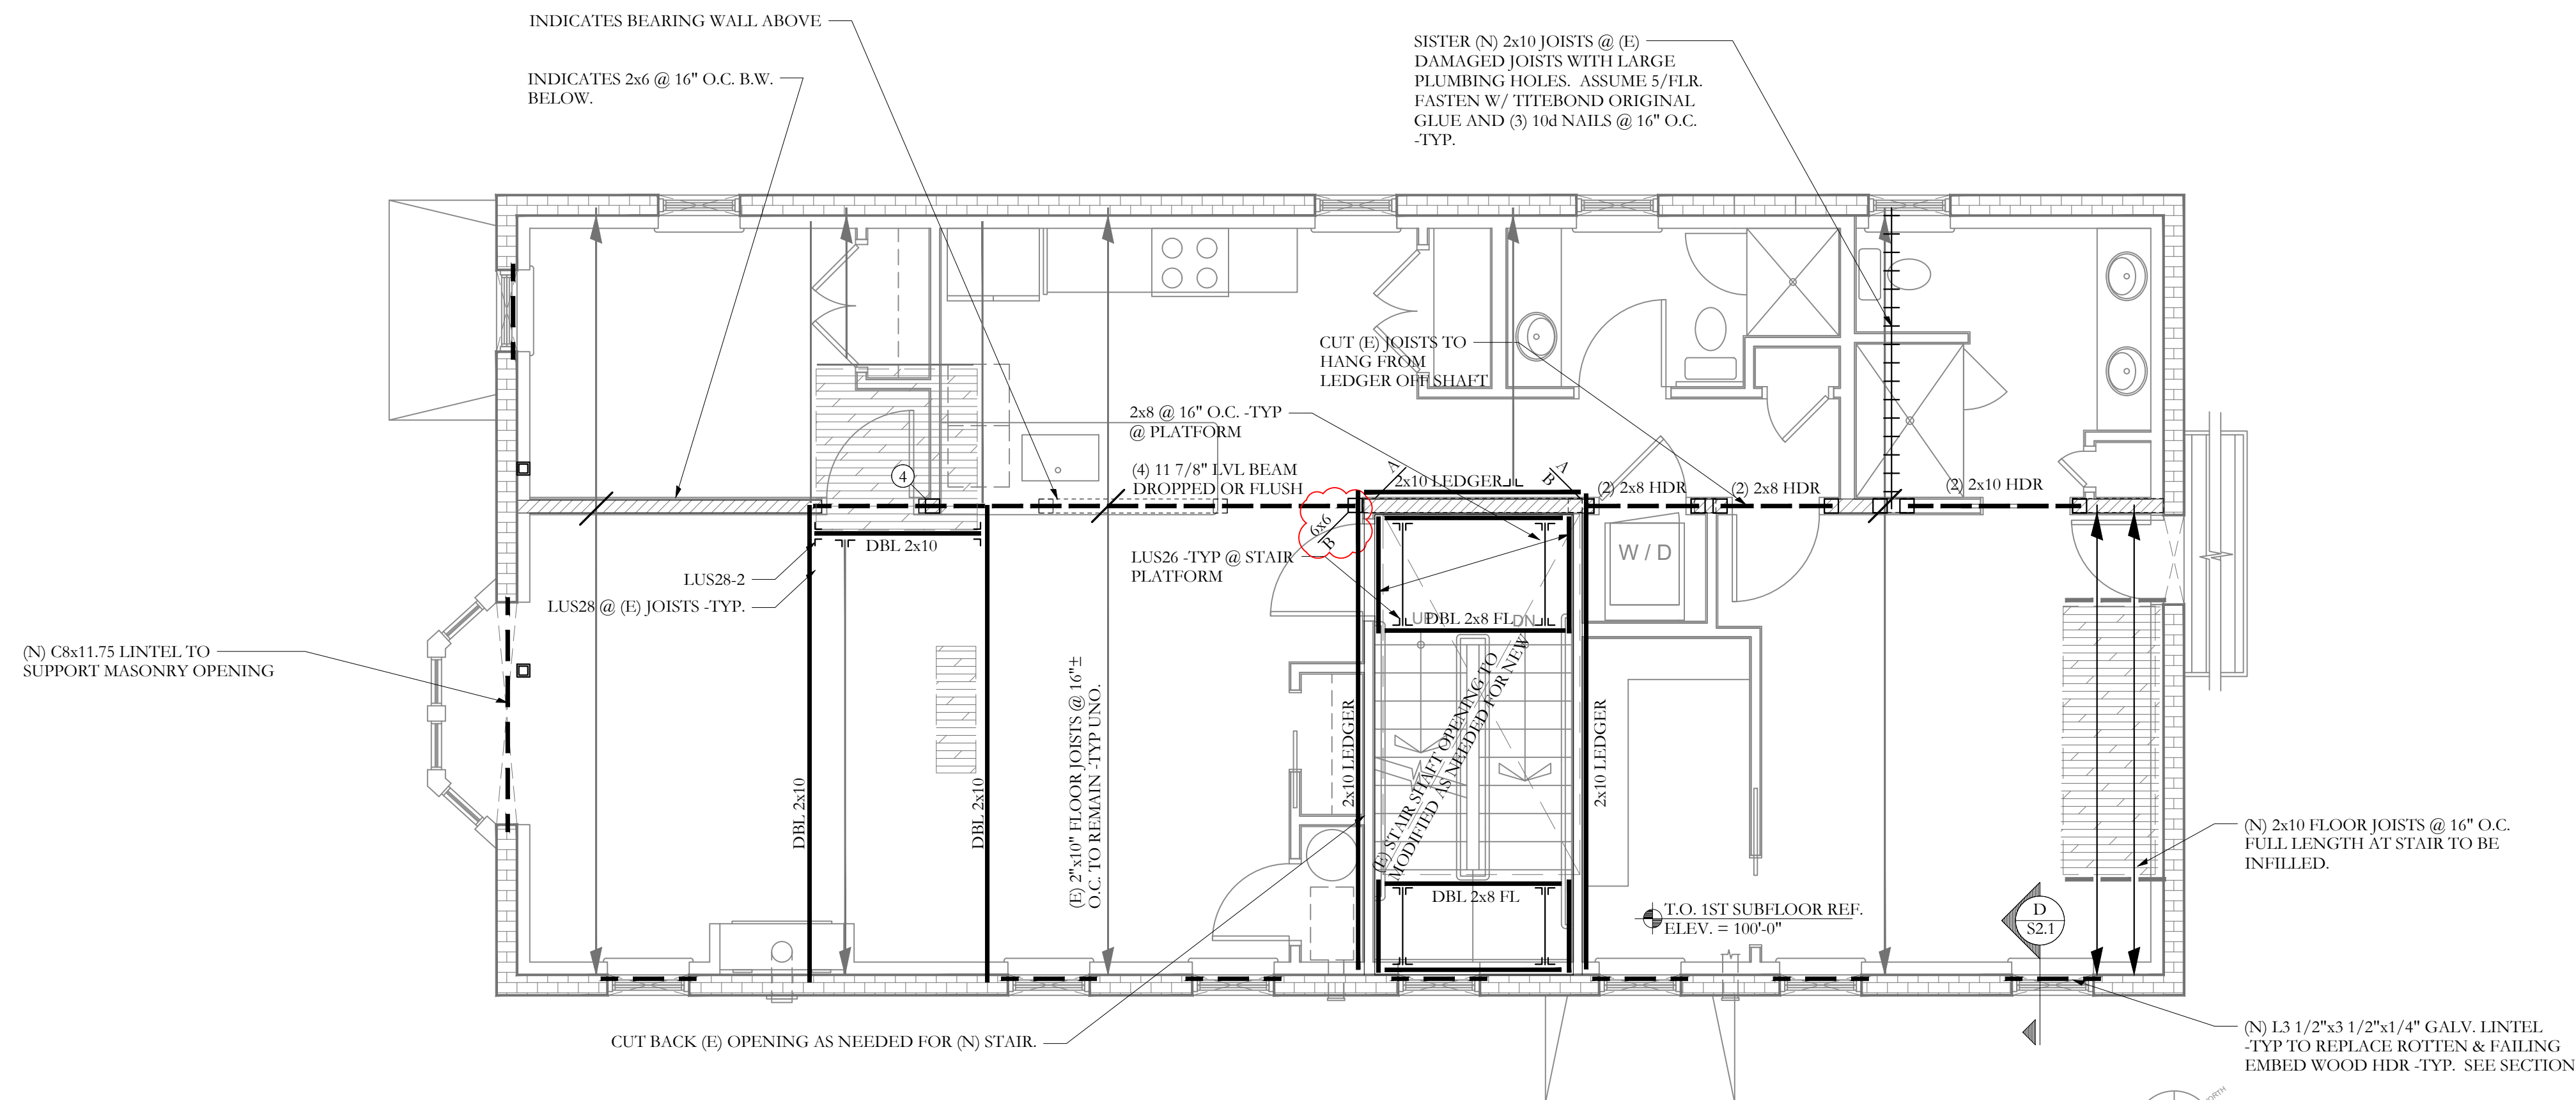 INDICATES BEARING WALL ABOVE
INDICATES 2x6 @ 16" O.C. B.W.
BELOW.
SISTER (N) 2x10 JOISTS @ (E)
DAMAGED JOISTS WITH LARGE
PLUMBING HOLES. ASSUME 5/FLR.
FASTEN W/ TITEBOND ORIGINAL
GLUE AND (3) 10d NAILS @ 16" O.C.
-TYP.
CUT (E) JOISTS TO
HANG FROM
LEDGER OFF SHAFT
2x8 @ 16" O.C. -TYP
@ PLATFORM
(4) 11 7/8" LVL BEAM
DROPPED OR FLUSH
4
A
2x10 LEDGER
A
B
(2) 2x8 HDR
(2) 2x8 HDR
(2) 2x10 HDR
6x6
B
DBL 2x10
LUS28-2
LUS28 @ (E) JOISTS -TYP.
LUS26 -TYP @ STAIR
PLATFORM
W / D
UP
DBL 2x8 FL
DN
(N) C8x11.75 LINTEL TO
SUPPORT MASONRY OPENING
DBL 2x10
DBL 2x10
(E) 2"x10" FLOOR JOISTS @ 16"±
O.C. TO REMAIN -TYP UNO.
2x10 LEDGER
(E) STAIR SHAFT OPENING TO
MODIFIED AS NEEDED FOR NEW
2x10 LEDGER
DBL 2x8 FL
T.O. 1ST SUBFLOOR REF.
ELEV. = 100'-0"
D
S2.1
(N) 2x10 FLOOR JOISTS @ 16" O.C.
FULL LENGTH AT STAIR TO BE
INFILLED.
CUT BACK (E) OPENING AS NEEDED FOR (N) STAIR.
(N) L3 1/2"x3 1/2"x1/4" GALV. LINTEL
-TYP TO REPLACE ROTTEN & FAILING
EMBED WOOD HDR -TYP. SEE SECTION